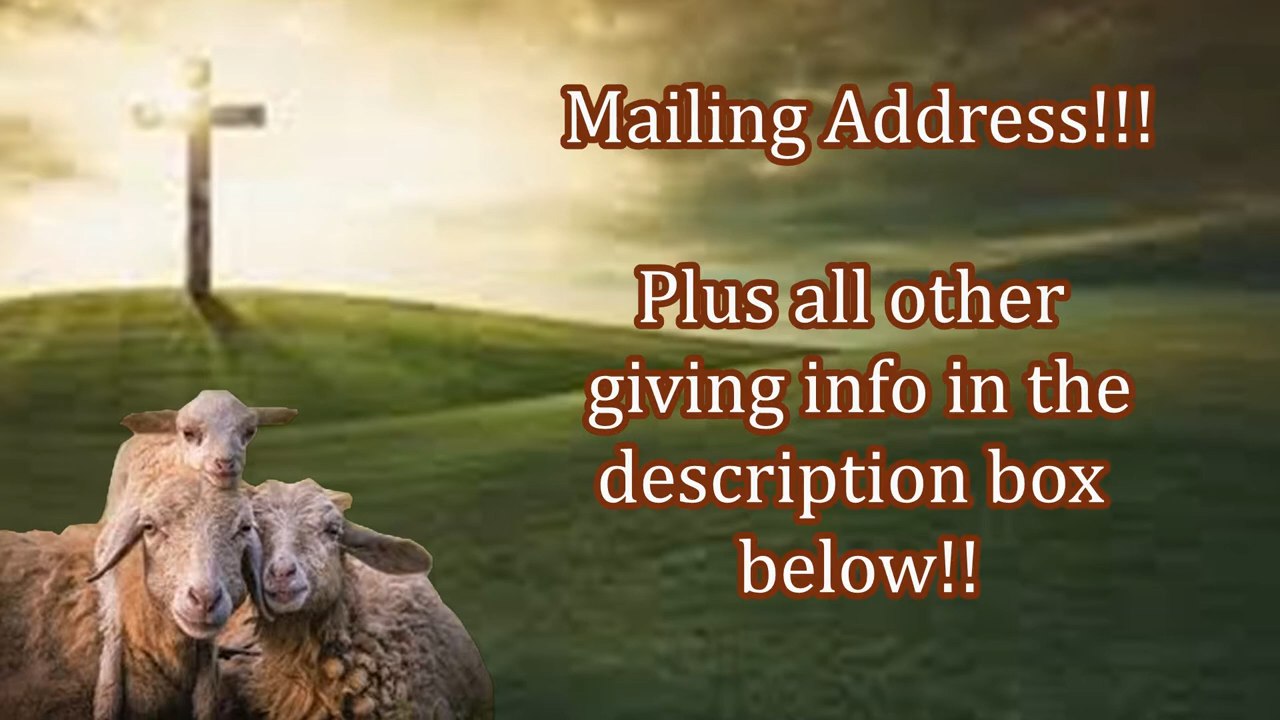 Mailing Address!!!
Plus all other
giving info in the
description box
below!!